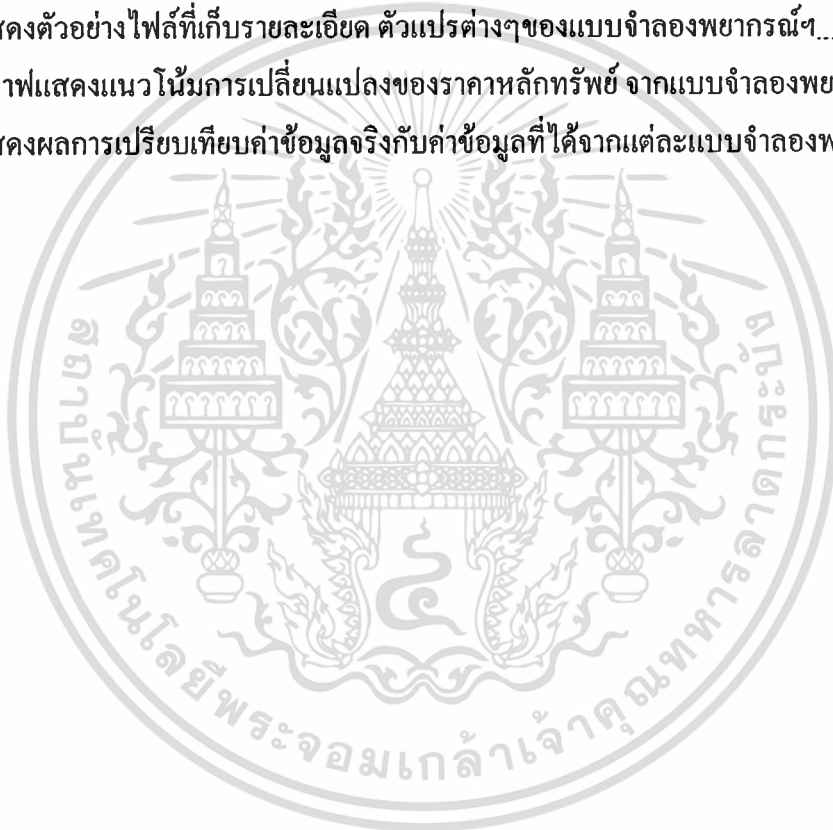 สดงตัวอย่างไฟล์ที่เก็บรายละเอียด ตัวแปรต่างๆของแบบจำลองพยากรณ์ฯ...
าฟแสดงแนวโน้มการเปลี่ยนแปลงของราคาหลักทรัพย์ จากแบบจำลองพย
สดงผลการเปรียบเทียบค่าข้อมูลจริงกับค่าข้อมูลที่ได้จากแต่ละแบบจำลองพ
สถาบันเทคโนโลยีพระจอมเกล้าเจ้าคุณทหารลาดกระบัง